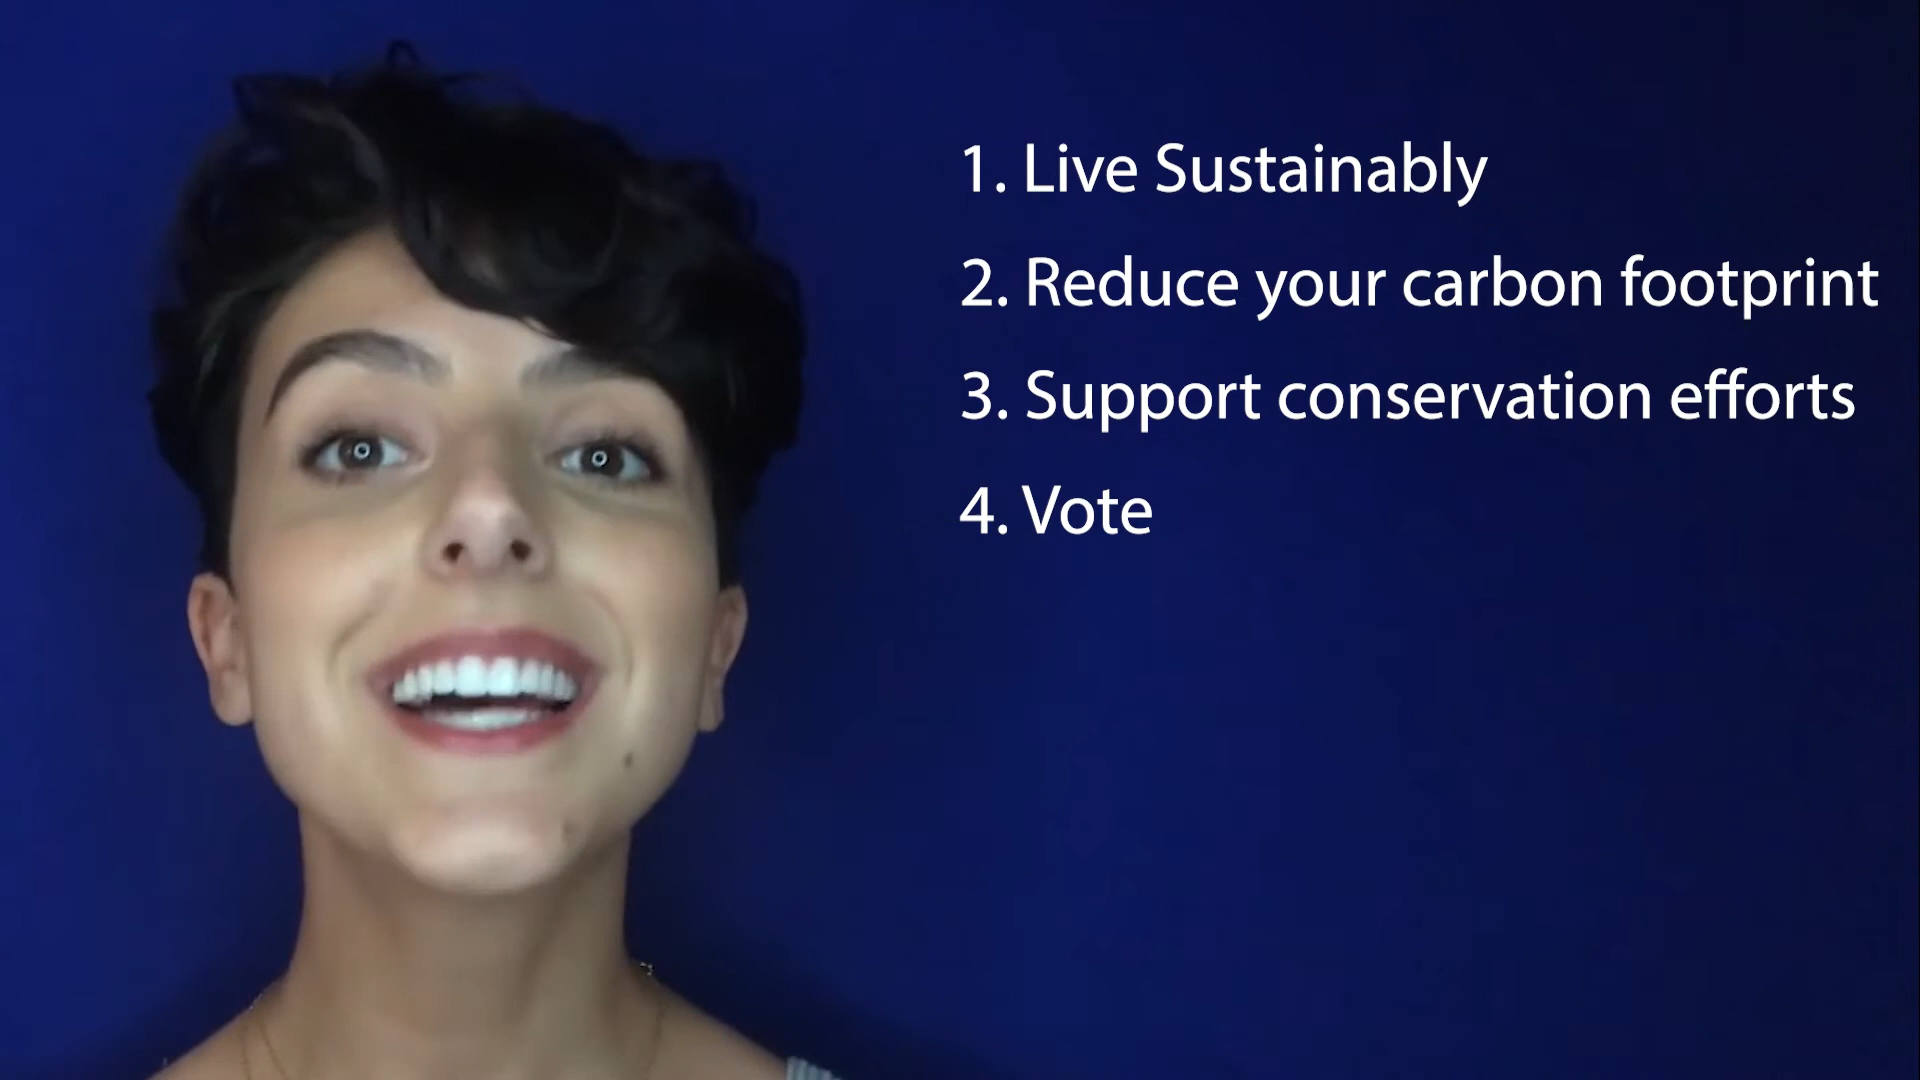 1. Live Sustainably
2. Reduce your carbon footprint
3. Support conservation efforts
4. Vote